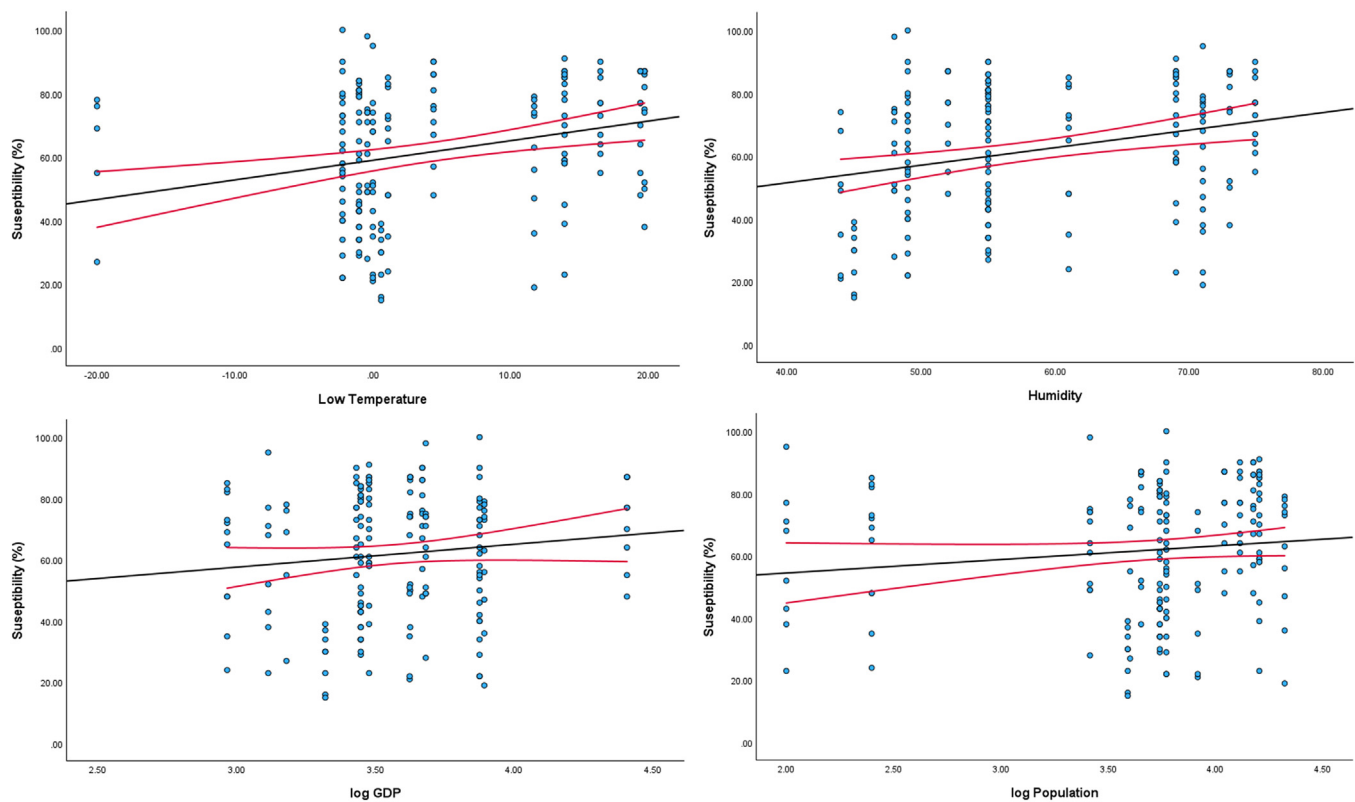 100.00
80.00
60.00
40.00
20.00
.00
Suseptibility (%)
-20.00 -10.00 .00 10.00 20.00
Low Temperature
100.00
80.00
60.00
40.00
20.00
.00
Suseptibility (%)
40.00 50.00 60.00 70.00 80.00
Humidity
100.00
80.00
60.00
40.00
20.00
.00
Suseptibility (%)
2.50 3.00 3.50 4.00 4.50
log GDP
100.00
80.00
60.00
40.00
20.00
.00
Suseptibility (%)
2.00 2.50 3.00 3.50 4.00 4.50
log Population